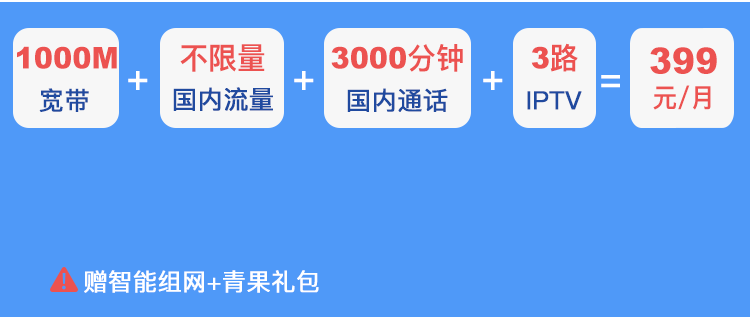 1000M + 不限量 + 3000分钟 + 3路 = 399
宽带 国内流量 国内通话 IPTV 元/月
赠智能组网+青果礼包